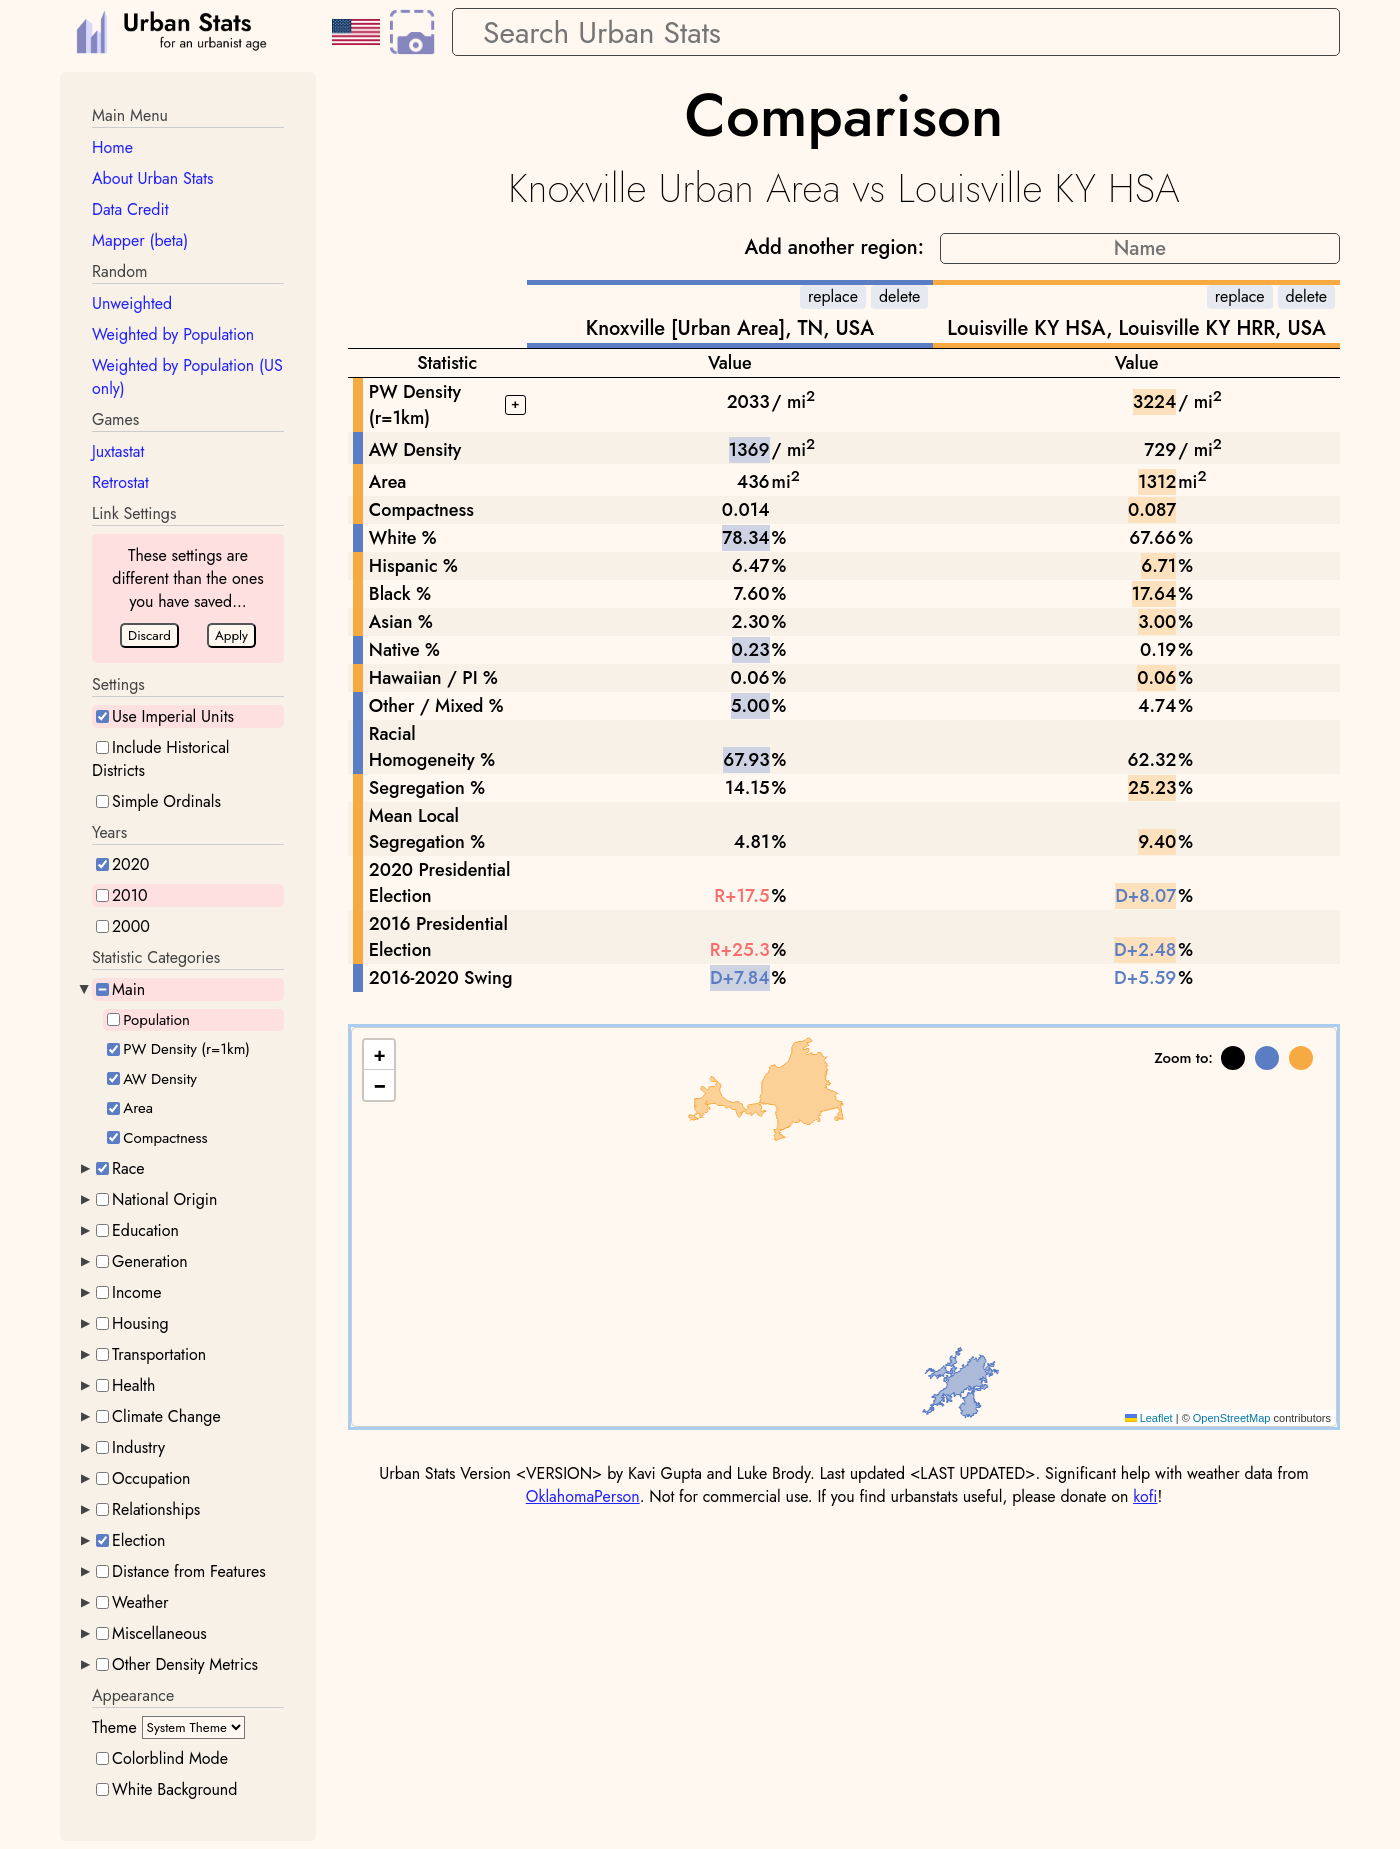 Urban Stats
for an urbanist age
Search Urban Stats
Main Menu
Home
About Urban Stats
Data Credit
Mapper (beta)
Random
Unweighted
Weighted by Population
Weighted by Population (US
only)
Games
Juxtastat
Retrostat
Link Settings
These settings are
different than the ones
you have saved...
Discard Apply
Settings
Use Imperial Units
Include Historical
Districts
Simple Ordinals
Years
2020
2010
2000
Statistic Categories
Main
Population
PW Density (r=1km)
AW Density
Area
Compactness
Race
National Origin
Education
Generation
Income
Housing
Transportation
Health
Climate Change
Industry
Occupation
Relationships
Election
Distance from Features
Weather
Miscellaneous
Other Density Metrics
Appearance
Theme System Theme
Colorblind Mode
White Background
Comparison
Knoxville Urban Area vs Louisville KY HSA
Add another region: Name
replace delete replace delete
Knoxville [Urban Area], TN, USA Louisville KY HSA, Louisville KY HRR, USA
Statistic Value Value
PW Density
(r=1km) + 2033 / mi² 3224 / mi²
AW Density 1369 / mi² 729 / mi²
Area 436 mi² 1312 mi²
Compactness 0.014 0.087
White % 78.34% 67.66%
Hispanic % 6.47% 6.71%
Black % 7.60% 17.64%
Asian % 2.30% 3.00%
Native % 0.23% 0.19%
Hawaiian / PI % 0.06% 0.06%
Other / Mixed % 5.00% 4.74%
Racial
Homogeneity % 67.93% 62.32%
Segregation % 14.15% 25.23%
Mean Local
Segregation % 4.81% 9.40%
2020 Presidential
Election R+17.5% D+8.07%
2016 Presidential
Election R+25.3% D+2.48%
2016-2020 Swing D+7.84% D+5.59%
+
−
Zoom to:
Leaflet | © OpenStreetMap contributors
Urban Stats Version <VERSION> by Kavi Gupta and Luke Brody. Last updated <LAST UPDATED>. Significant help with weather data from
OklahomaPerson. Not for commercial use. If you find urbanstats useful, please donate on kofi!